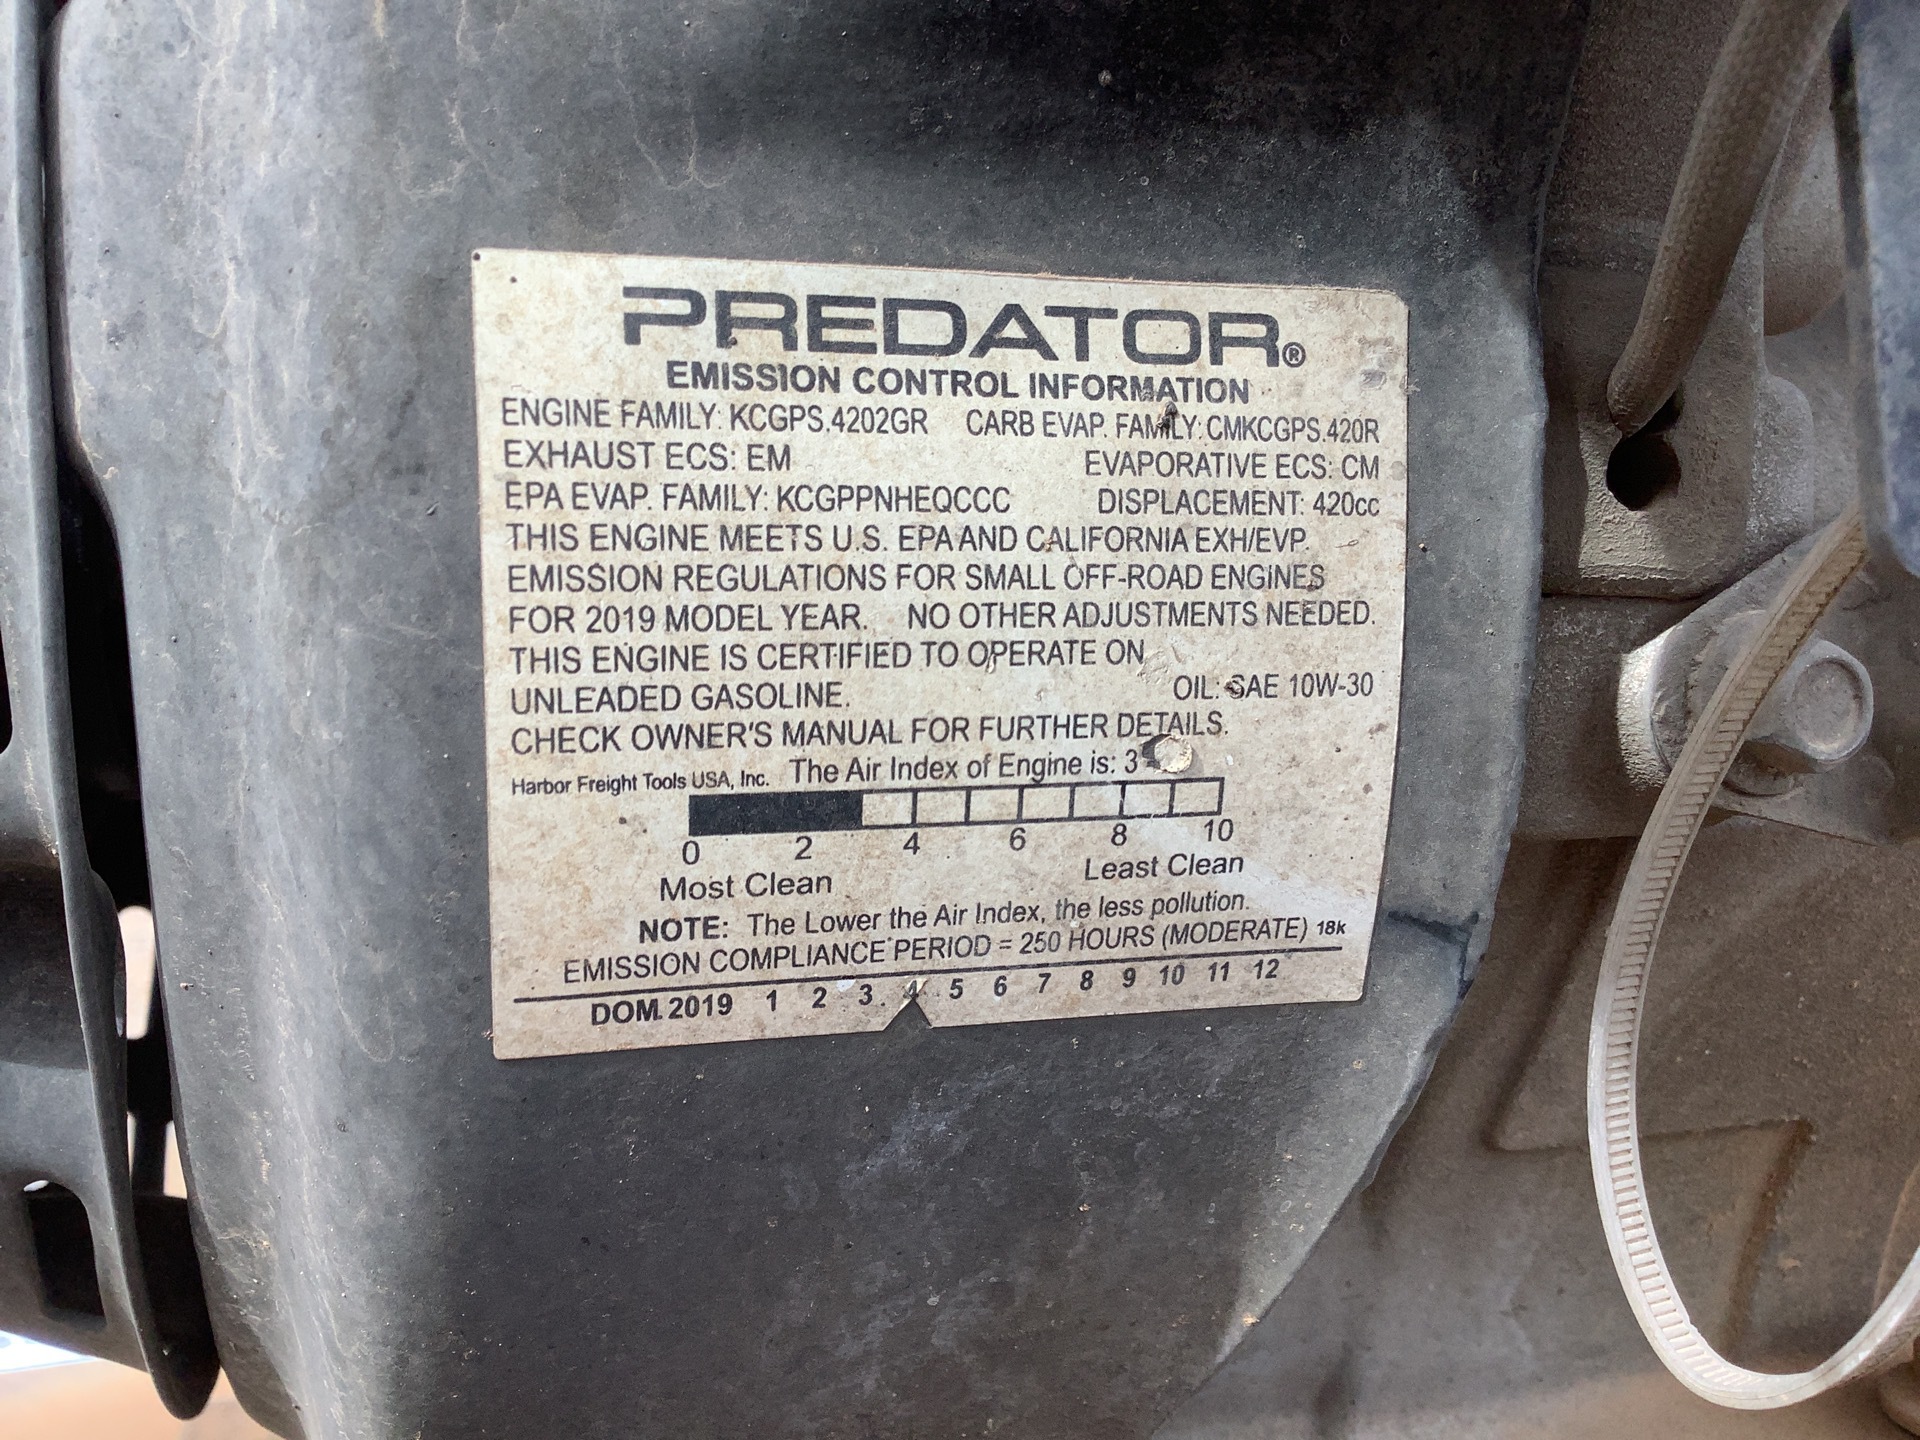 PREDATOR®
EMISSION CONTROL INFORMATION
ENGINE FAMILY: KCGPS.4202GR CARB EVAP. FAMILY: CMKCGPS.420R
EXHAUST ECS: EM EVAPORATIVE ECS: CM
EPA EVAP. FAMILY: KCGPPNHEQCCC DISPLACEMENT: 420cc
THIS ENGINE MEETS U.S. EPA AND CALIFORNIA EXH/EVP.
EMISSION REGULATIONS FOR SMALL OFF-ROAD ENGINES
FOR 2019 MODEL YEAR. NO OTHER ADJUSTMENTS NEEDED.
THIS ENGINE IS CERTIFIED TO OPERATE ON
UNLEADED GASOLINE. OIL: SAE 10W-30
CHECK OWNER'S MANUAL FOR FURTHER DETAILS.
Harbor Freight Tools USA, Inc. The Air Index of Engine is: 3
0 2 4 6 8 10
Most Clean Least Clean
NOTE: The Lower the Air Index, the less pollution.
EMISSION COMPLIANCE PERIOD = 250 HOURS (MODERATE) 18k
DOM. 2019 1 2 3 4 5 6 7 8 9 10 11 12